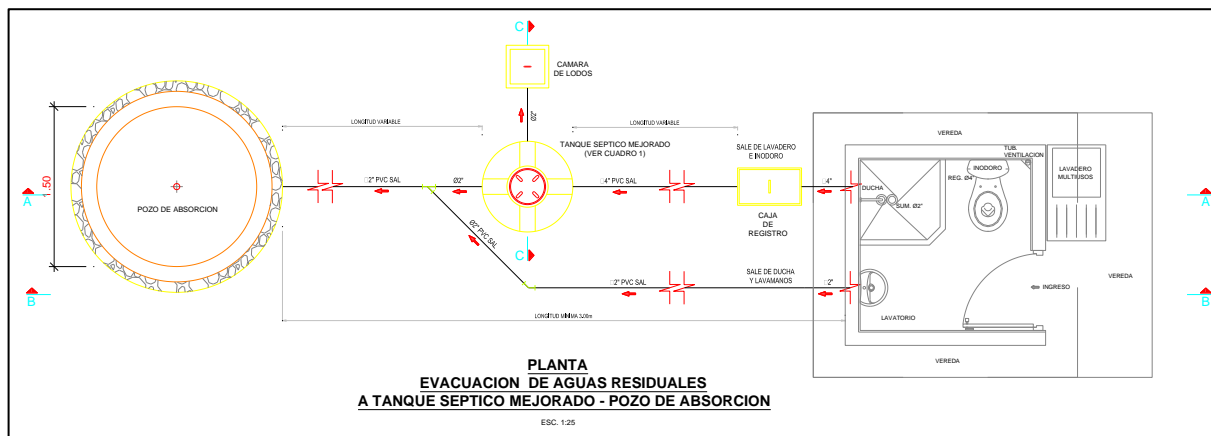 C
CAMARA
DE LODOS
Ø2"
LONGITUD VARIABLE
LONGITUD VARIABLE
TANQUE SEPTICO MEJORADO
(VER CUADRO 1)
SALE DE LAVADERO
E INODORO
VEREDA
TUB.
VENTILACION
INODORO
REG. Ø4"
LAVADERO
MULTIUSOS
DUCHA
SUM. Ø2"
A
1.50
POZO DE ABSORCION
□2" PVC SAL
Ø2"
□4" PVC SAL
□4"
A
CAJA
DE
REGISTRO
Ø2" PVC SAL
C
SALE DE DUCHA
Y LAVAMANOS
□2" PVC SAL
□2"
INGRESO
VEREDA
B
B
LAVATORIO
LONGITUD MINIMA 3.00m
VEREDA
PLANTA
EVACUACION DE AGUAS RESIDUALES
A TANQUE SEPTICO MEJORADO - POZO DE ABSORCION
ESC. 1:25